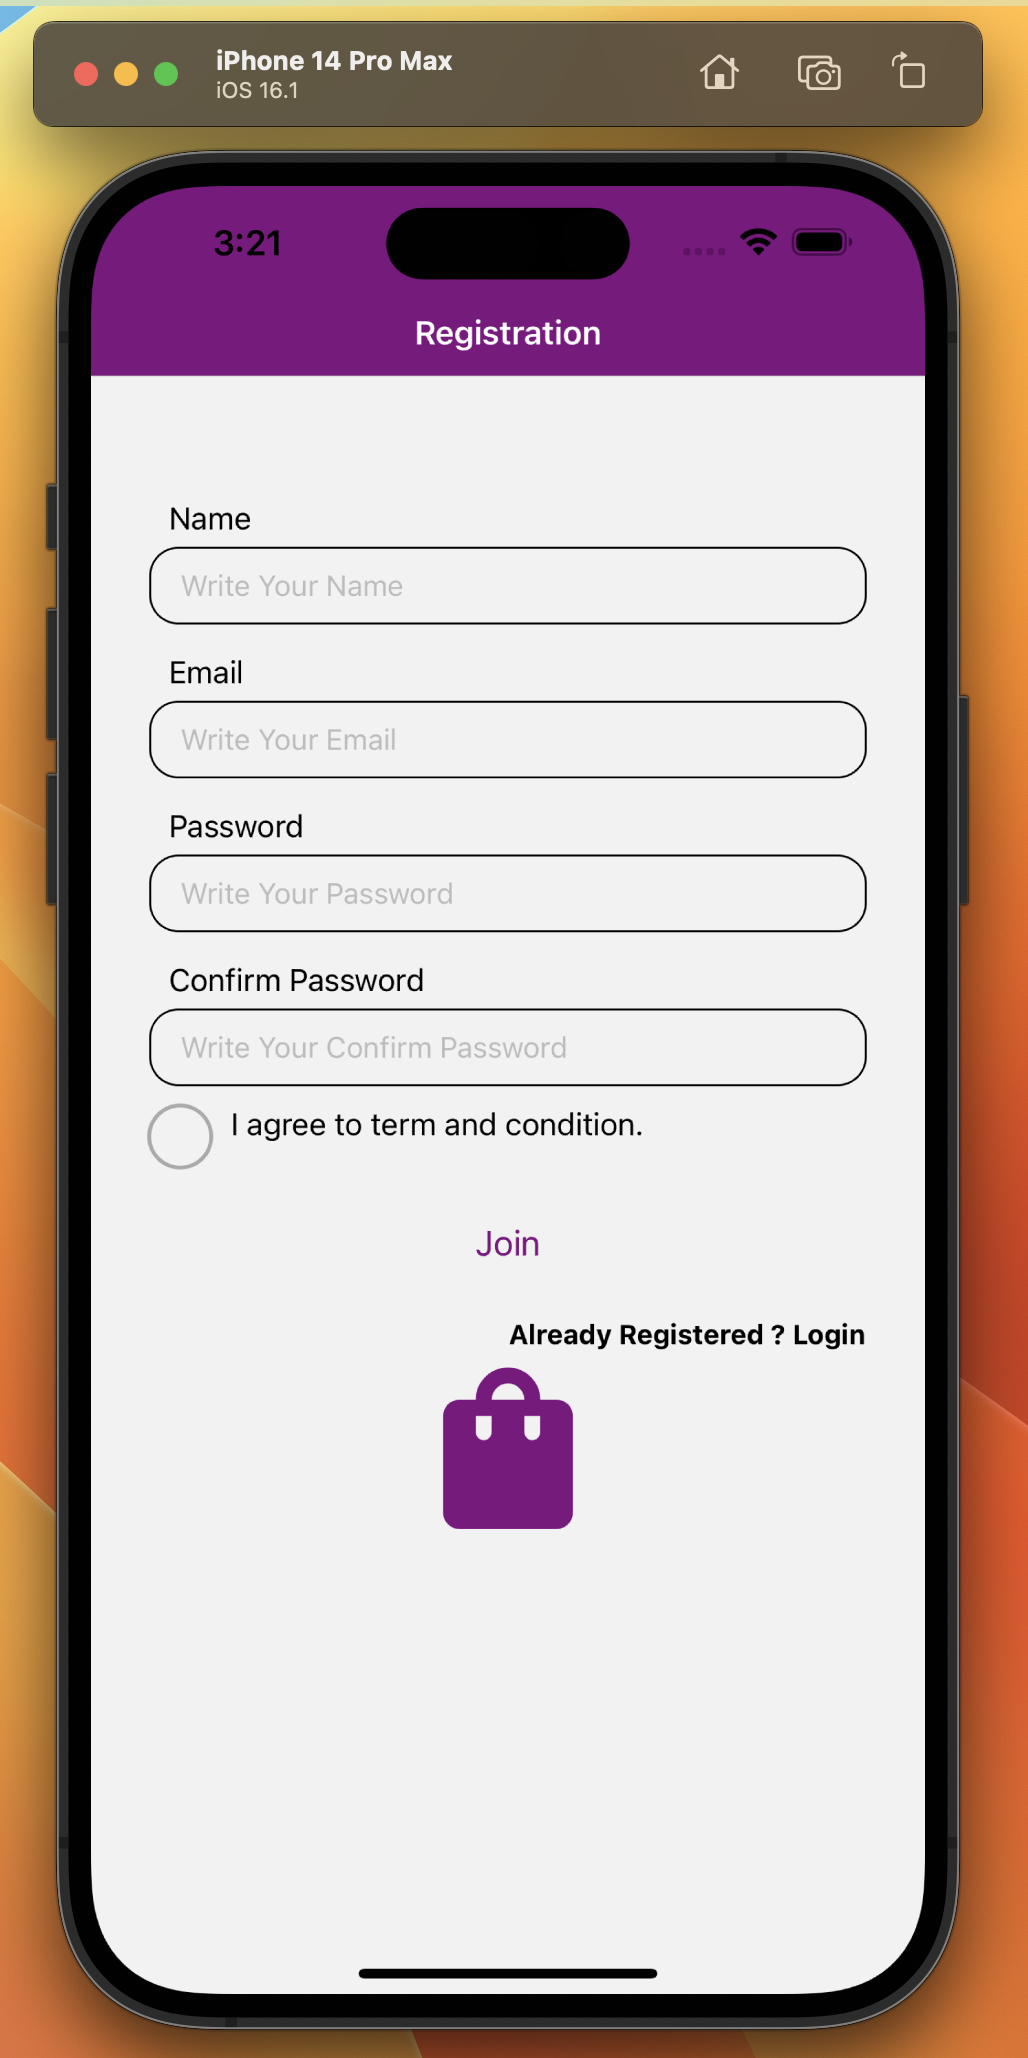 iPhone 14 Pro Max
iOS 16.1
3:21
Registration
Name
Write Your Name
Email
Write Your Email
Password
Write Your Password
Confirm Password
Write Your Confirm Password
I agree to term and condition.
Join
Already Registered ? Login